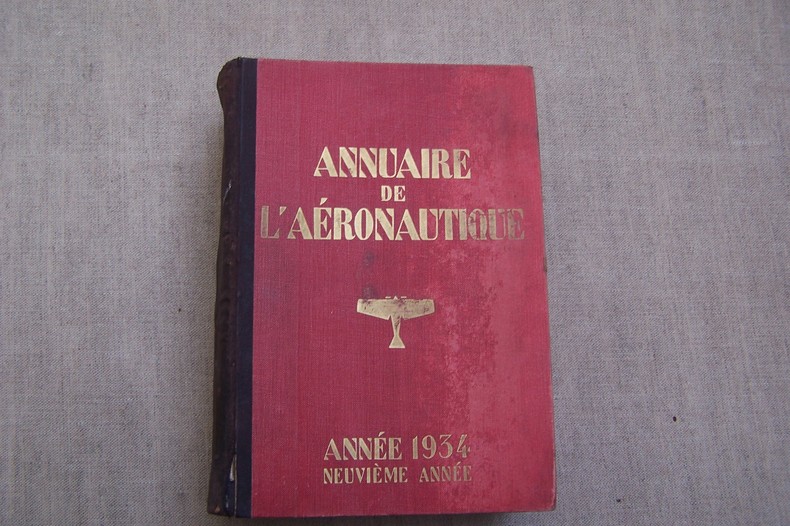 ANNUAIRE
DE
L'AÉRONAUTIQUE
ANNÉE 1934
NEUVIÈME ANNÉE